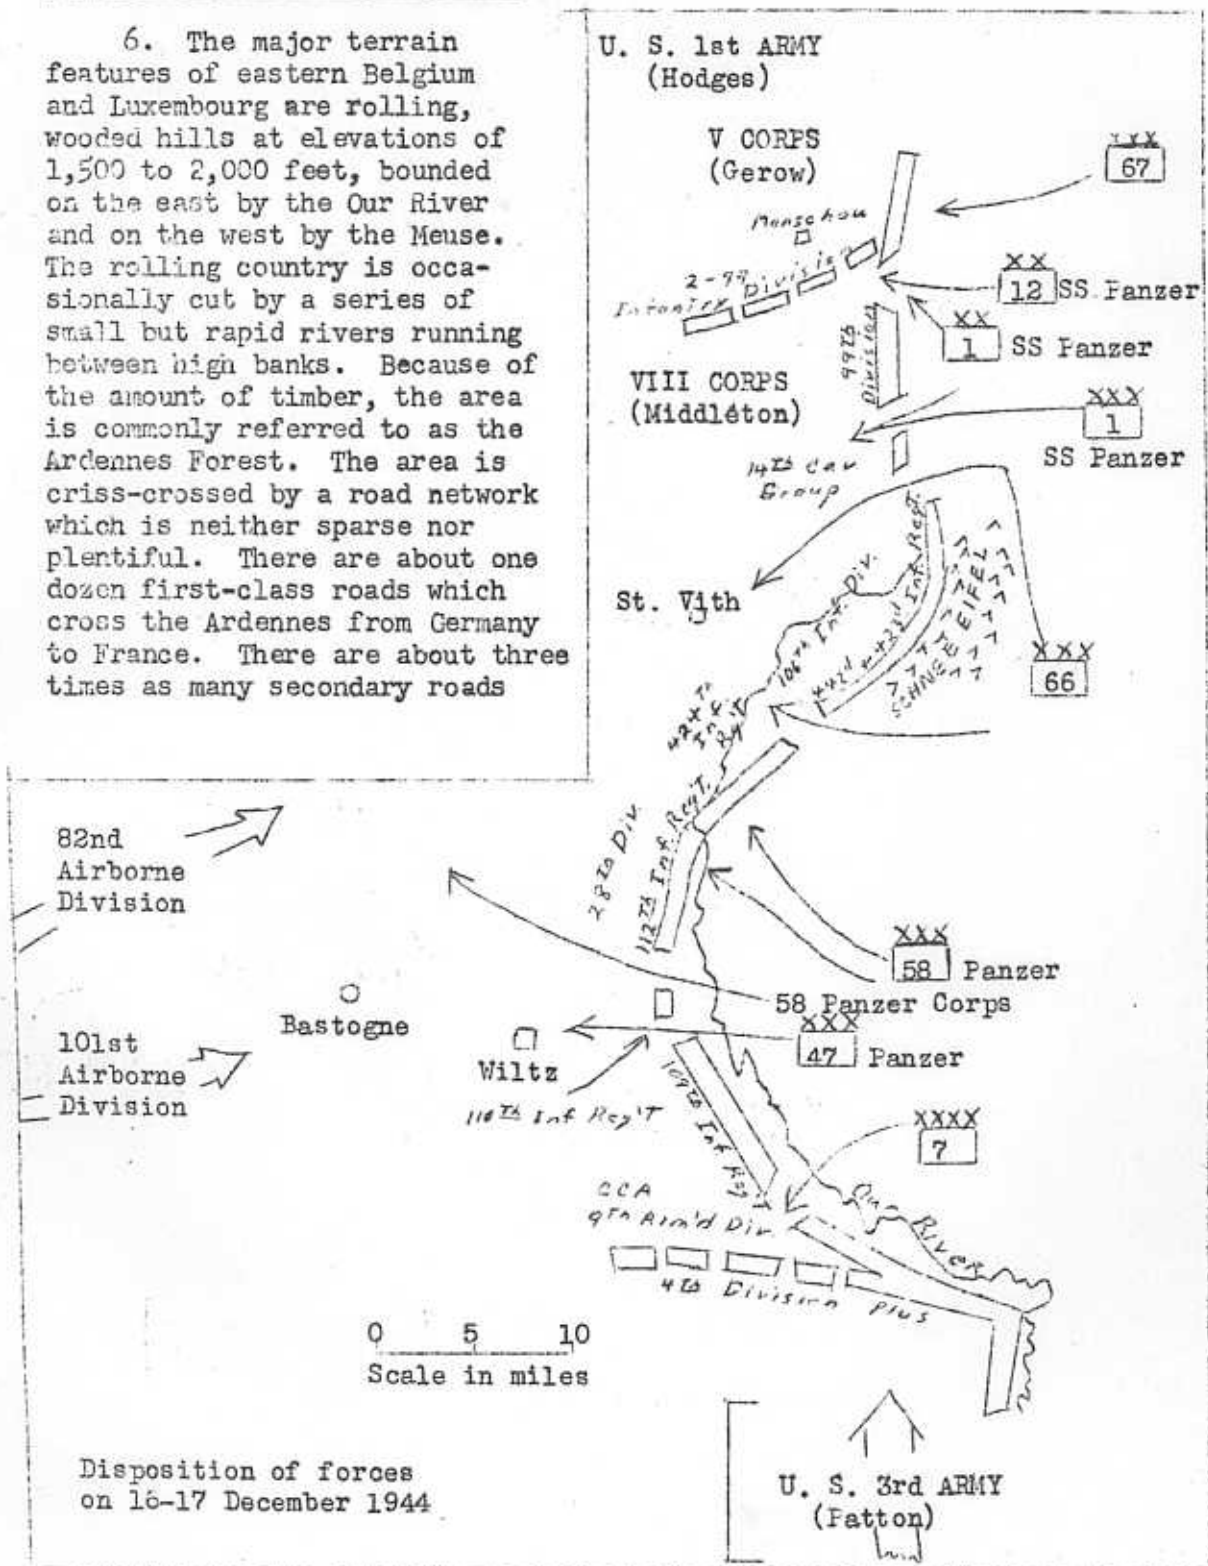 6. The major terrain
features of eastern Belgium
and Luxembourg are rolling,
wooded hills at elevations of
1,500 to 2,000 feet, bounded
on the east by the Our River
and on the west by the Meuse.
The rolling country is occa-
sionally cut by a series of
small but rapid rivers running
between high banks. Because of
the amount of timber, the area
is commonly referred to as the
Ardennes Forest. The area is
criss-crossed by a road network
which is neither sparse nor
plentiful. There are about one
dozen first-class roads which
cross the Ardennes from Germany
to France. There are about three
times as many secondary roads
U. S. 1st ARMY
(Hodges)
V CORPS
(Gerow)
XXX
67
Monschau
2-99
Infantry Division
XX
12 SS Panzer
XX
1 SS Panzer
99th
Division
VIII CORPS
(Middleton)
XXX
1
SS Panzer
14th Cav
Group
St. Vith
106th Inf. Div.
442d & 423d Inf. Regt.
SCHNEE EIFEL
XXX
66
424th
Inf
Rg't
28th Div.
112th Inf. Reg't.
82nd
Airborne
Division
XXX
58 Panzer
58 Panzer Corps
Bastogne
XXX
47 Panzer
101st
Airborne
Division
Wiltz
110th Inf Reg'T
109th Inf. Rgt
XXXX
7
CCA
9th Arm'd Div.
Our River
4th Division Plus
0 5 10
Scale in miles
Disposition of forces
on 16-17 December 1944
U. S. 3rd ARMY
(Patton)